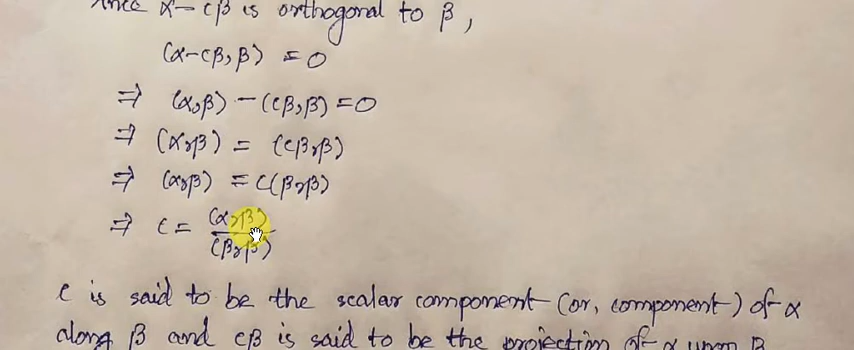 Since α-cβ is orthogonal to β,
(α-cβ, β) = 0
⇒ (α,β) - (cβ,β) = 0
⇒ (α,β) = (cβ,β)
⇒ (α,β) = c(β,β)
⇒ c = (α,β)/(β,β)
c is said to be the scalar component (or, component) of α
along β and cβ is said to be the projection of α upon β